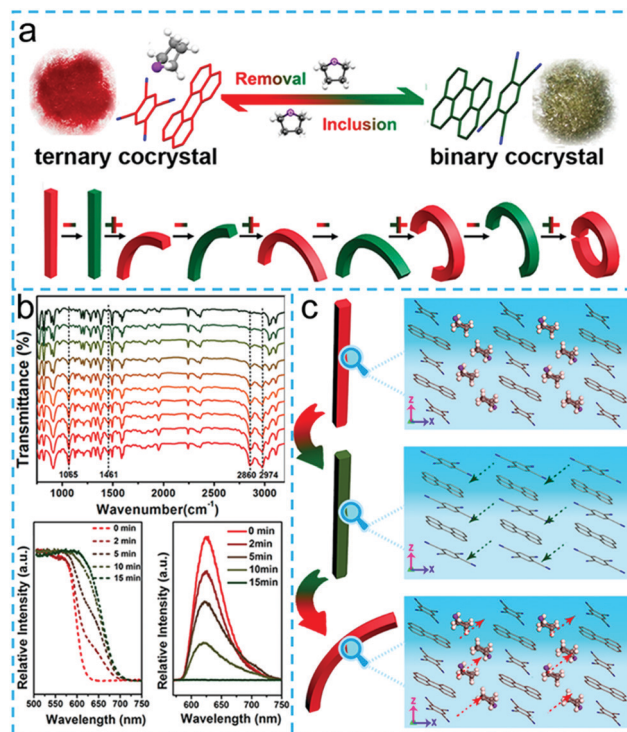 a
Removal
Inclusion
ternary cocrystal
binary cocrystal
b
Transmittance (%)
1065 1461 2860 2974
1000 1500 2000 2500 3000
Wavenumber(cm⁻¹)
Relative Intensity (a.u.)
0 min
2 min
5 min
10 min
15 min
500 550 600 650 700 750
Wavelength (nm)
Relative Intensity (a.u.)
0 min
2min
5min
10min
15min
600 650 700 750
Wavelength (nm)
c
Z
X
Z
X
Z
X